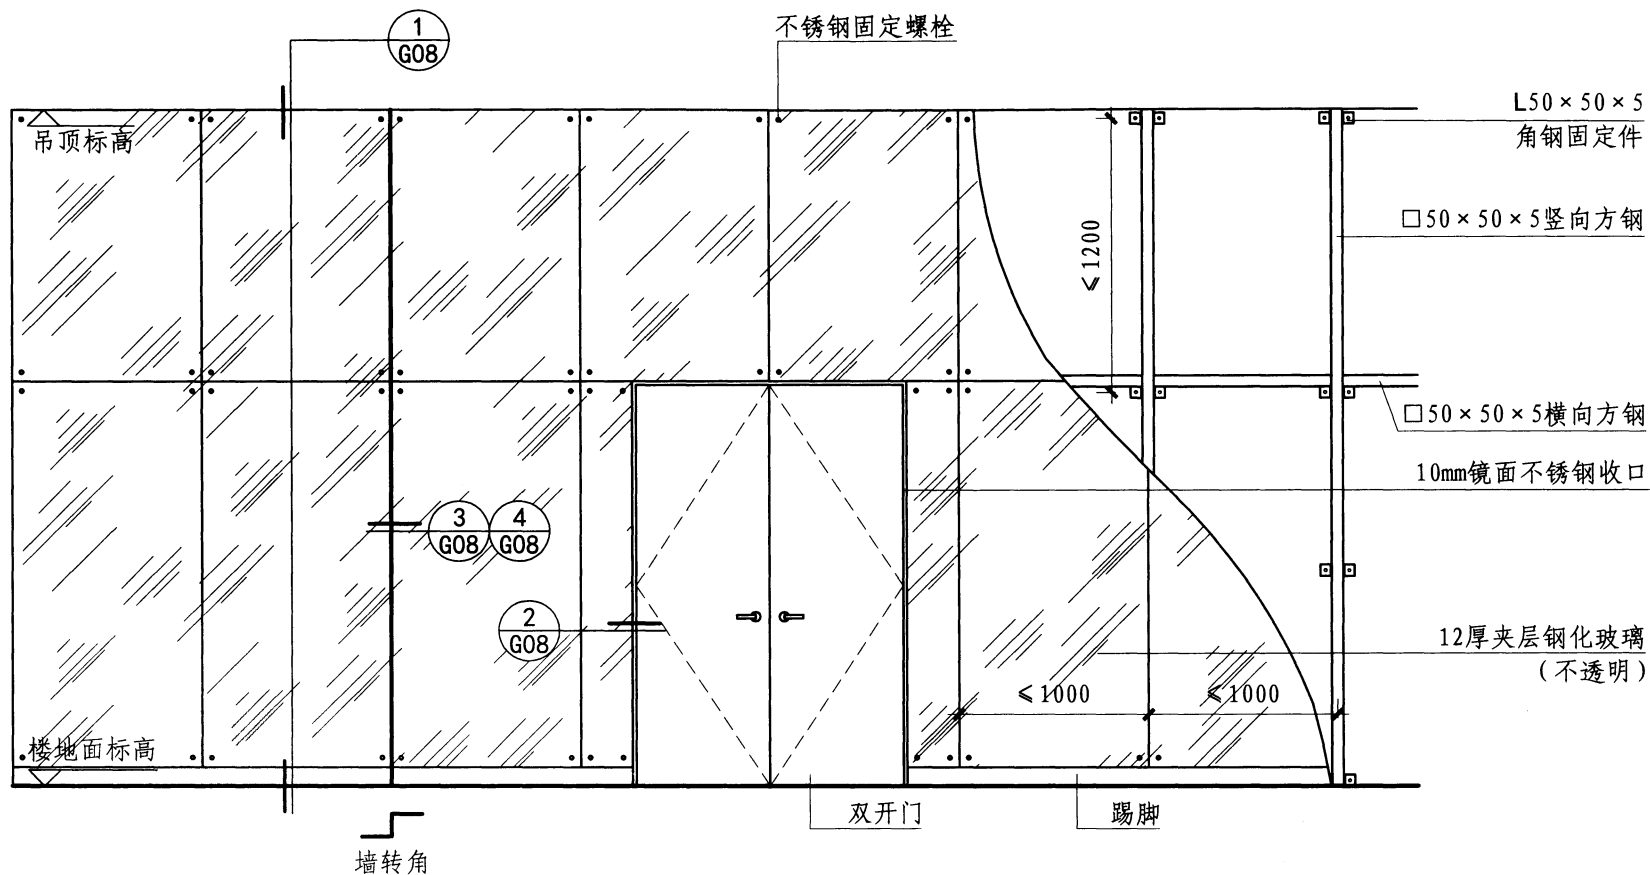 1
G08
不锈钢固定螺栓
L50×50×5
角钢固定件
吊顶标高
□50×50×5竖向方钢
≤1200
□50×50×5横向方钢
10mm镜面不锈钢收口
3
G08
4
G08
2
G08
12厚夹层钢化玻璃
(不透明)
≤1000
≤1000
楼地面标高
双开门
踢脚
墙转角